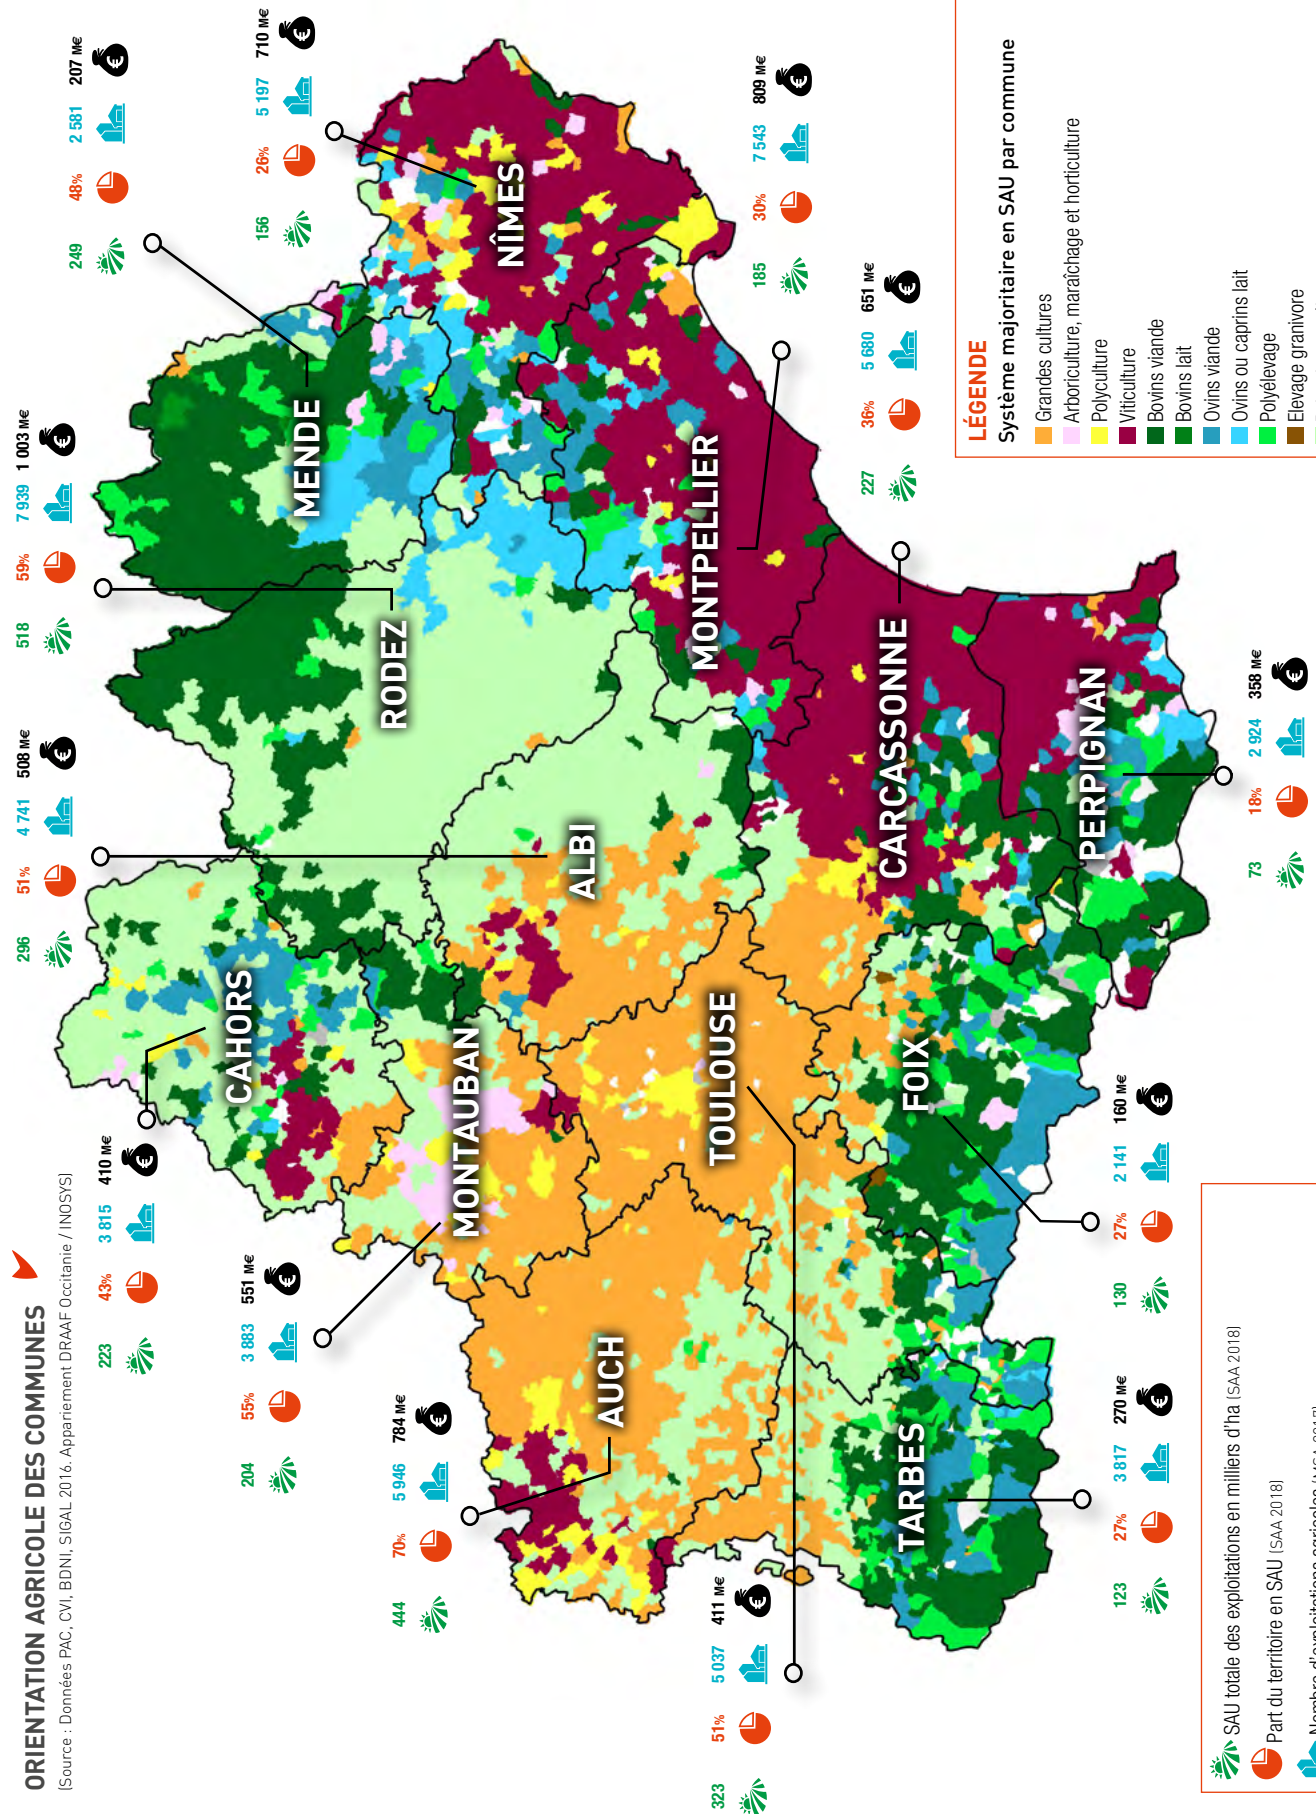 ORIENTATION AGRICOLE DES COMMUNES
(Source : Données PAC, CVI, BDNI, SIGAL 2016. Appariement DRAAF Occitanie / INOSYS)
223 43% 3 815 410 M€
204 55% 3 883 551 M€
444 70% 5 946 784 M€
323 51% 5 037 411 M€
296 51% 4 741 508 M€
518 59% 7 939 1 003 M€
249 48% 2 581 207 M€
156 26% 5 197 710 M€
185 30% 7 543 809 M€
227 36% 5 680 651 M€
73 18% 2 924 358 M€
130 27% 2 141 160 M€
123 27% 3 817 270 M€
CAHORS
MONTAUBAN
AUCH
TARBES
TOULOUSE
FOIX
ALBI
RODEZ
MENDE
NÎMES
MONTPELLIER
CARCASSONNE
PERPIGNAN
SAU totale des exploitations en milliers d'ha (SAA 2018)
Part du territoire en SAU (SAA 2018)
Nombre d'exploitations agricoles (MSA 2017)
LÉGENDE
Système majoritaire en SAU par commune
Grandes cultures
Arboriculture, maraîchage et horticulture
Polyculture
Viticulture
Bovins viande
Bovins lait
Ovins viande
Ovins ou caprins lait
Polyélevage
Elevage granivore